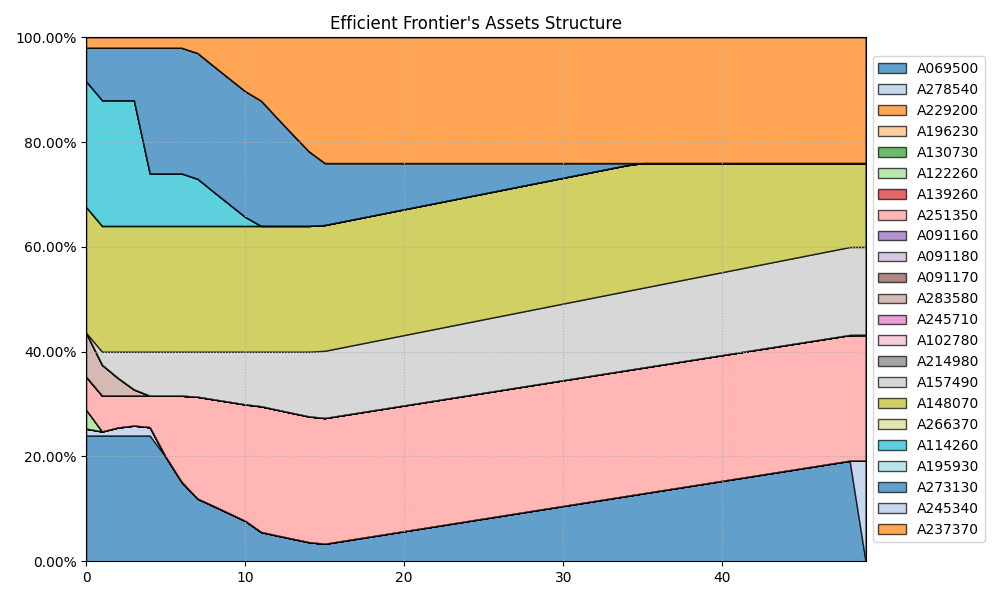 Efficient Frontier's Assets Structure
100.00%
80.00%
60.00%
40.00%
20.00%
0.00%
0
10
20
30
40
A069500
A278540
A229200
A196230
A130730
A122260
A139260
A251350
A091160
A091180
A091170
A283580
A245710
A102780
A214980
A157490
A148070
A266370
A114260
A195930
A273130
A245340
A237370